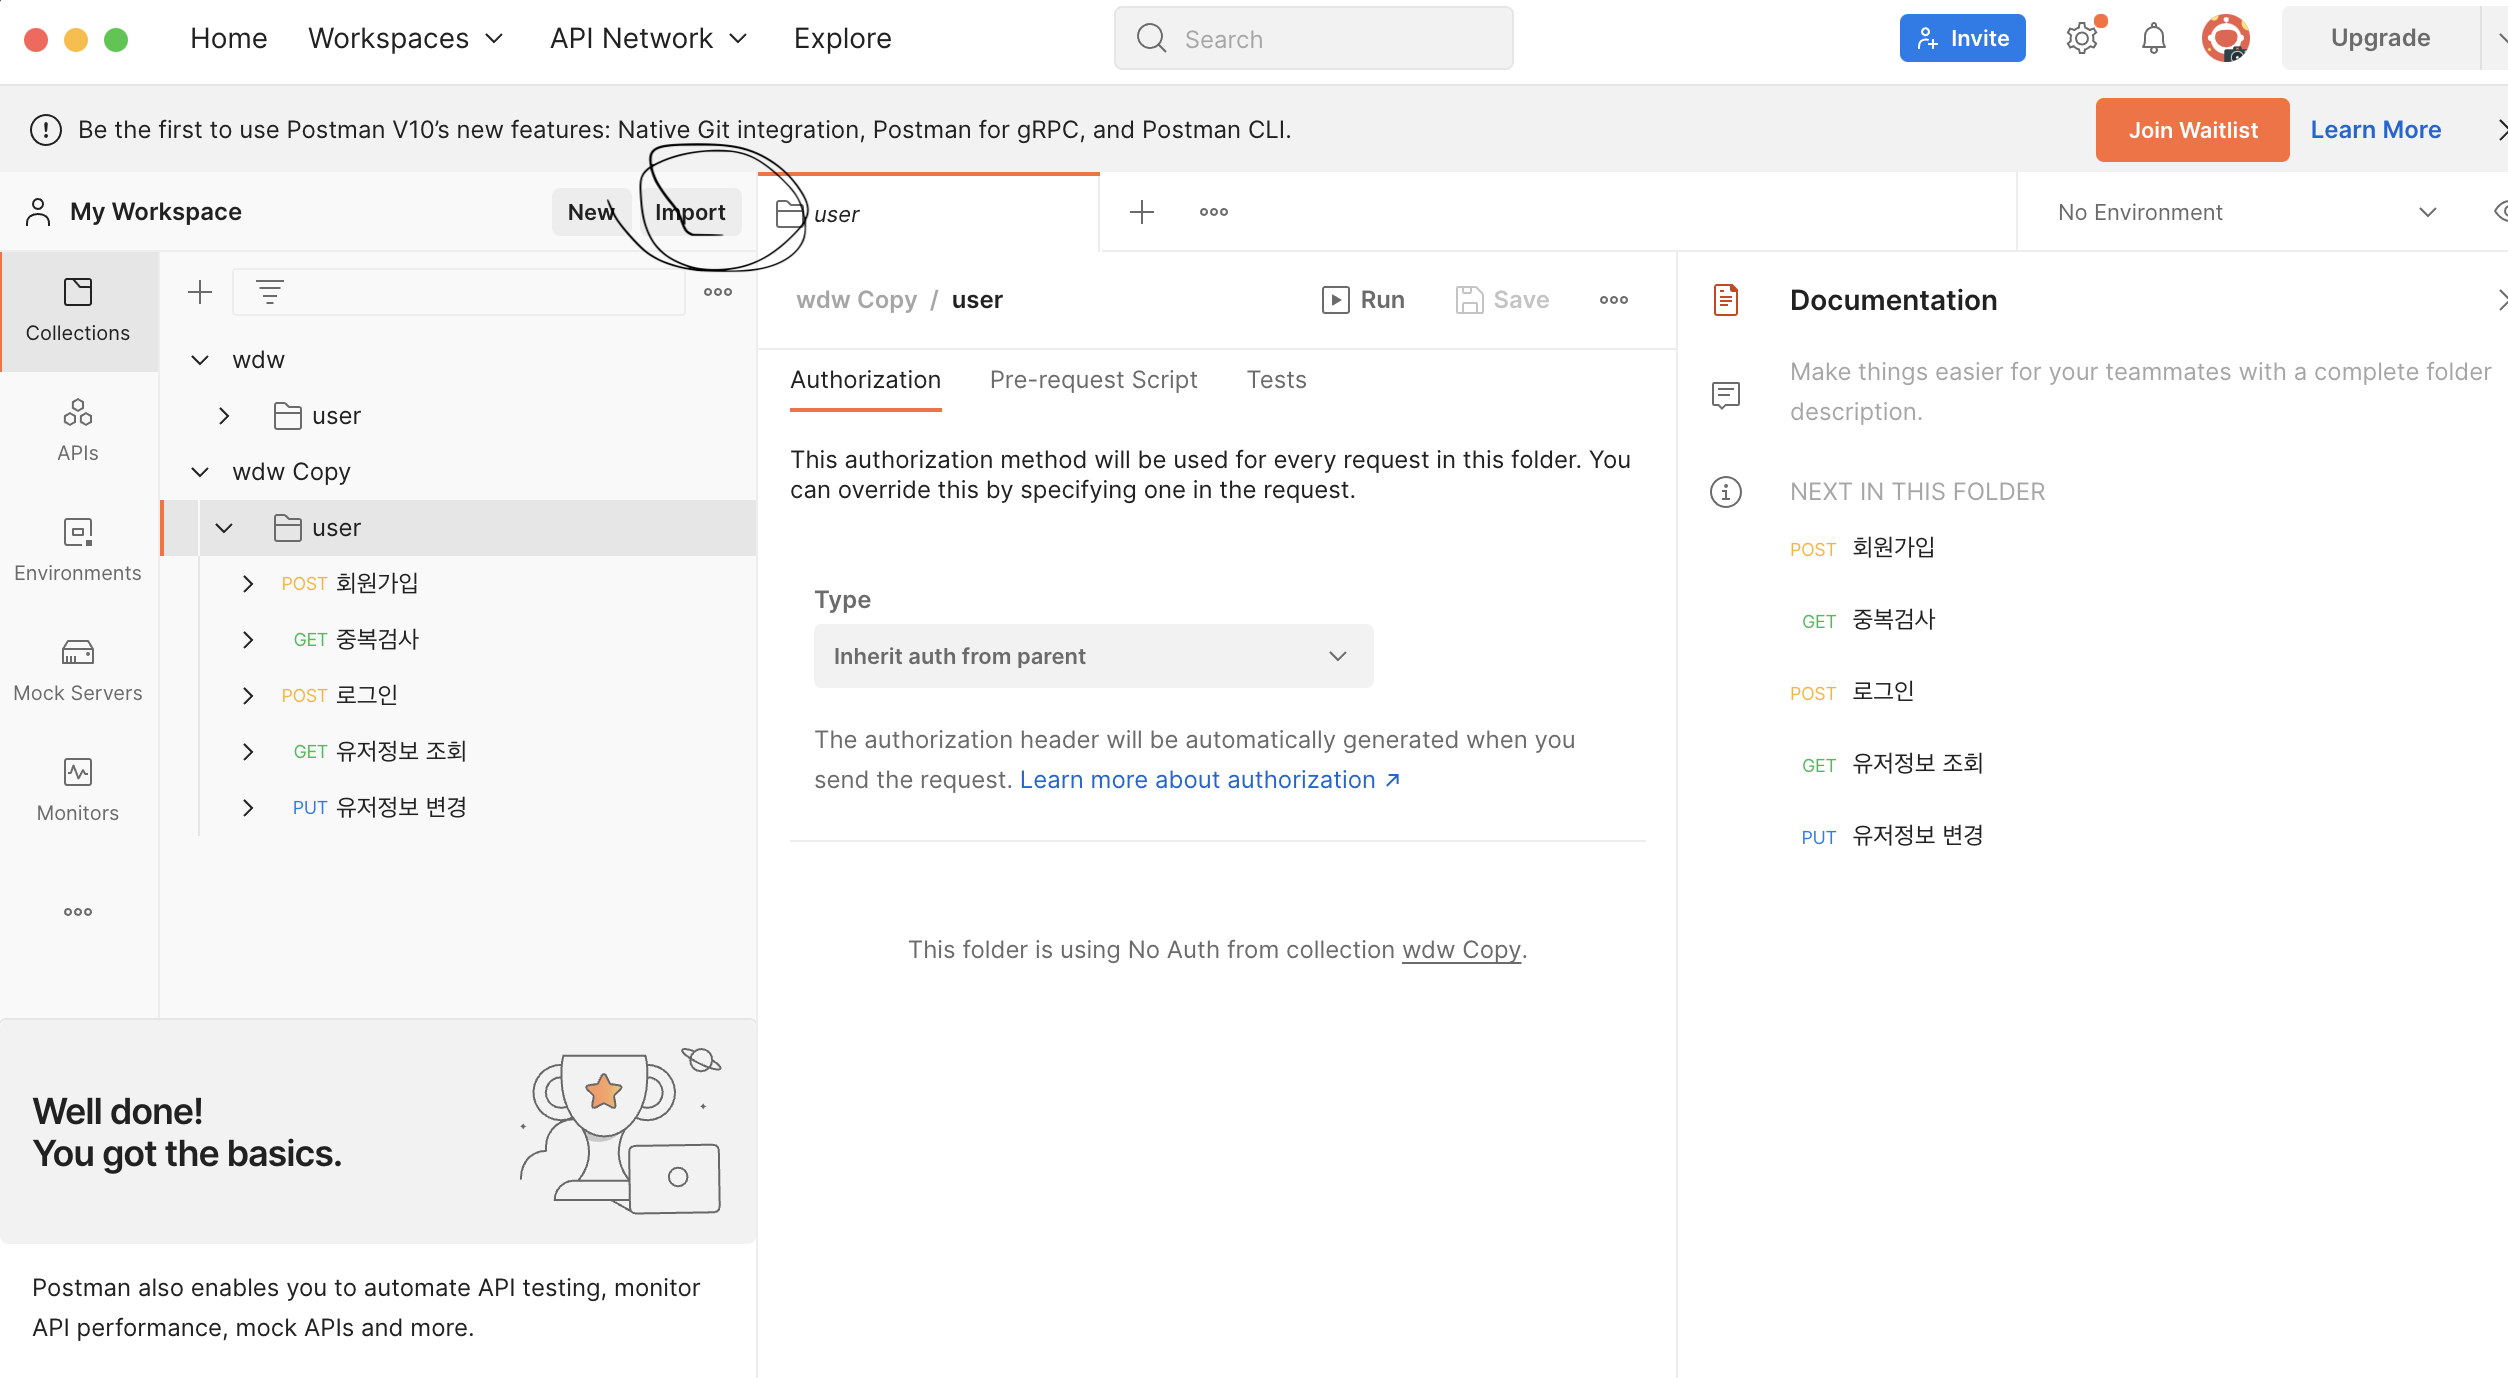 Home
Workspaces
API Network
Explore
Search
Invite
Upgrade
Be the first to use Postman V10’s new features: Native Git integration, Postman for gRPC, and Postman CLI.
Join Waitlist
Learn More
My Workspace
New
Import
user
No Environment
Collections
APIs
Environments
Mock Servers
Monitors
wdw
user
wdw Copy
user
POST 회원가입
GET 중복검사
POST 로그인
GET 유저정보 조회
PUT 유저정보 변경
Well done!
You got the basics.
Postman also enables you to automate API testing, monitor
API performance, mock APIs and more.
wdw Copy / user
Run
Save
Authorization
Pre-request Script
Tests
This authorization method will be used for every request in this folder. You
can override this by specifying one in the request.
Type
Inherit auth from parent
The authorization header will be automatically generated when you
send the request. Learn more about authorization ↗
This folder is using No Auth from collection wdw Copy.
Documentation
Make things easier for your teammates with a complete folder
description.
NEXT IN THIS FOLDER
POST 회원가입
GET 중복검사
POST 로그인
GET 유저정보 조회
PUT 유저정보 변경